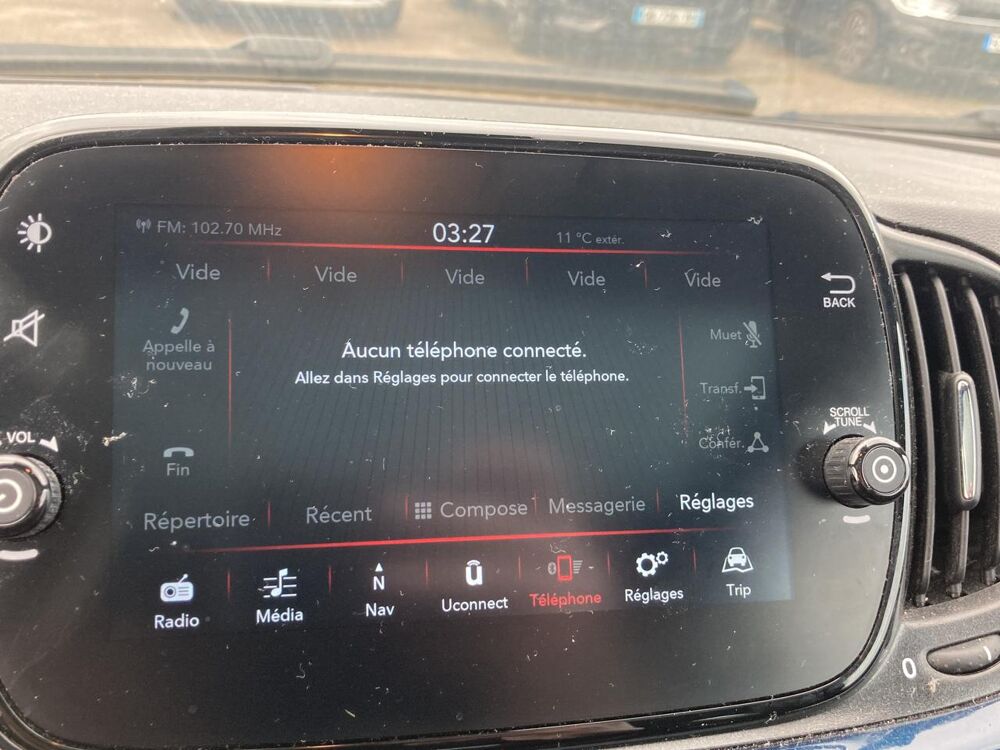 FM: 102.70 MHz 03:27 11 °C extér.
Vide Vide Vide Vide Vide
BACK
Appelle à
nouveau
Aucun téléphone connecté.
Allez dans Réglages pour connecter le téléphone.
Muet
Transf.
Confér.
VOL
SCROLL
TUNE
Fin
Répertoire Récent Compose Messagerie Réglages
Radio Média N Nav u Uconnect Téléphone Réglages Trip
0